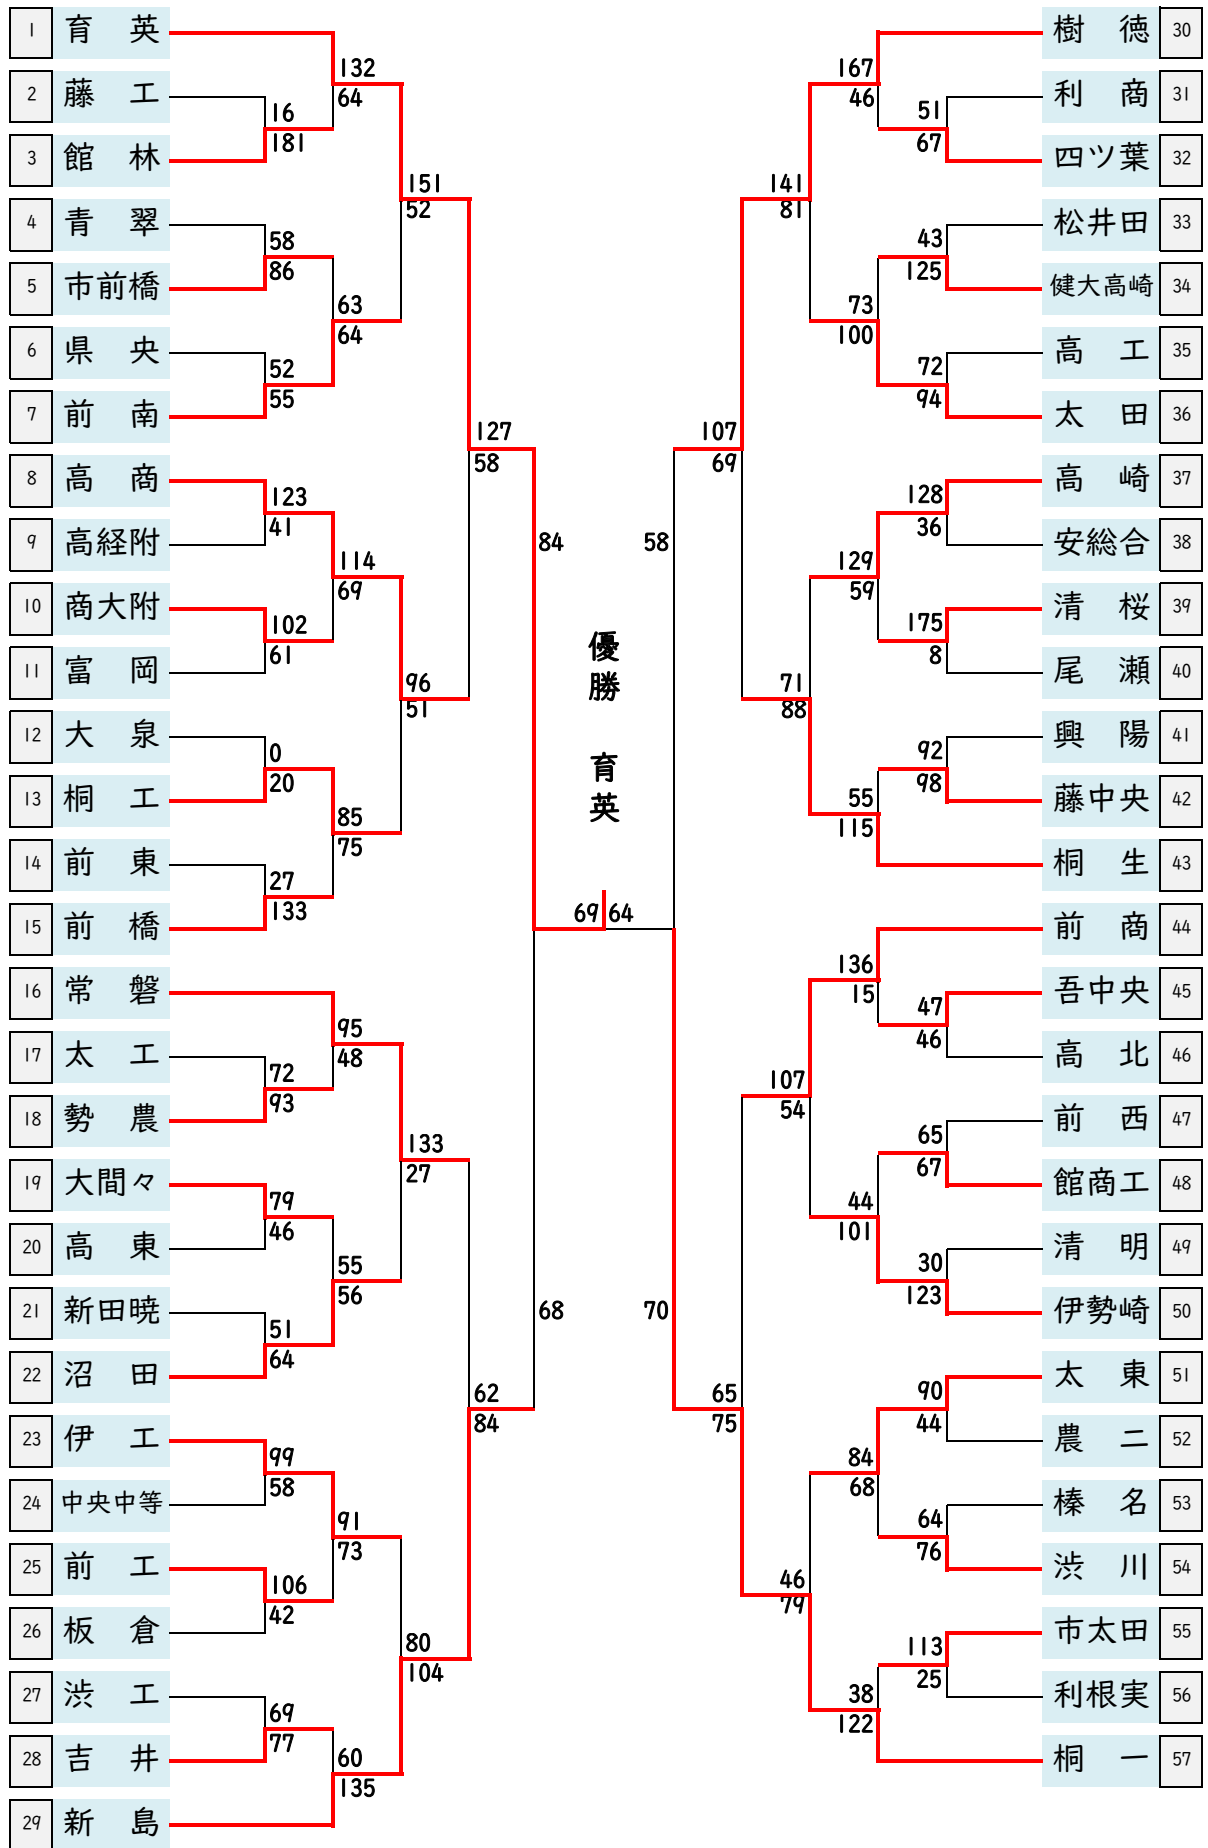 1 育 英
2 藤 工
3 館 林
4 青 翠
5 市前橋
6 県 央
7 前 南
8 高 商
9 高経附
10 商大附
11 富 岡
12 大 泉
13 桐 工
14 前 東
15 前 橋
16 常 磐
17 太 工
18 勢 農
19 大間々
20 高 東
21 新田暁
22 沼 田
23 伊 工
24 中央中等
25 前 工
26 板 倉
27 渋 工
28 吉 井
29 新 島
16
181
58
86
52
55
123
41
102
61
0
20
27
133
72
93
79
46
51
64
99
58
106
42
69
77
132
64
63
64
114
69
85
75
95
48
55
56
91
73
60
135
151
52
96
51
133
27
80
104
127
58
62
84
84
68
優勝 育英
69 64
58
70
107
69
65
75
141
81
71
88
107
54
46
79
167
46
73
100
129
59
55
115
136
15
44
101
84
68
38
122
51
67
43
125
72
94
128
36
175
8
92
98
47
46
65
67
30
123
90
44
64
76
113
25
樹 徳 30
利 商 31
四ツ葉 32
松井田 33
健大高崎 34
高 工 35
太 田 36
高 崎 37
安総合 38
清 桜 39
尾 瀬 40
興 陽 41
藤中央 42
桐 生 43
前 商 44
吾中央 45
高 北 46
前 西 47
館商工 48
清 明 49
伊勢崎 50
太 東 51
農 二 52
榛 名 53
渋 川 54
市太田 55
利根実 56
桐 一 57